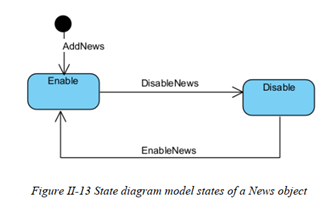 AddNews
Enable
DisableNews
Disable
EnableNews
Figure II-13 State diagram model states of a News object